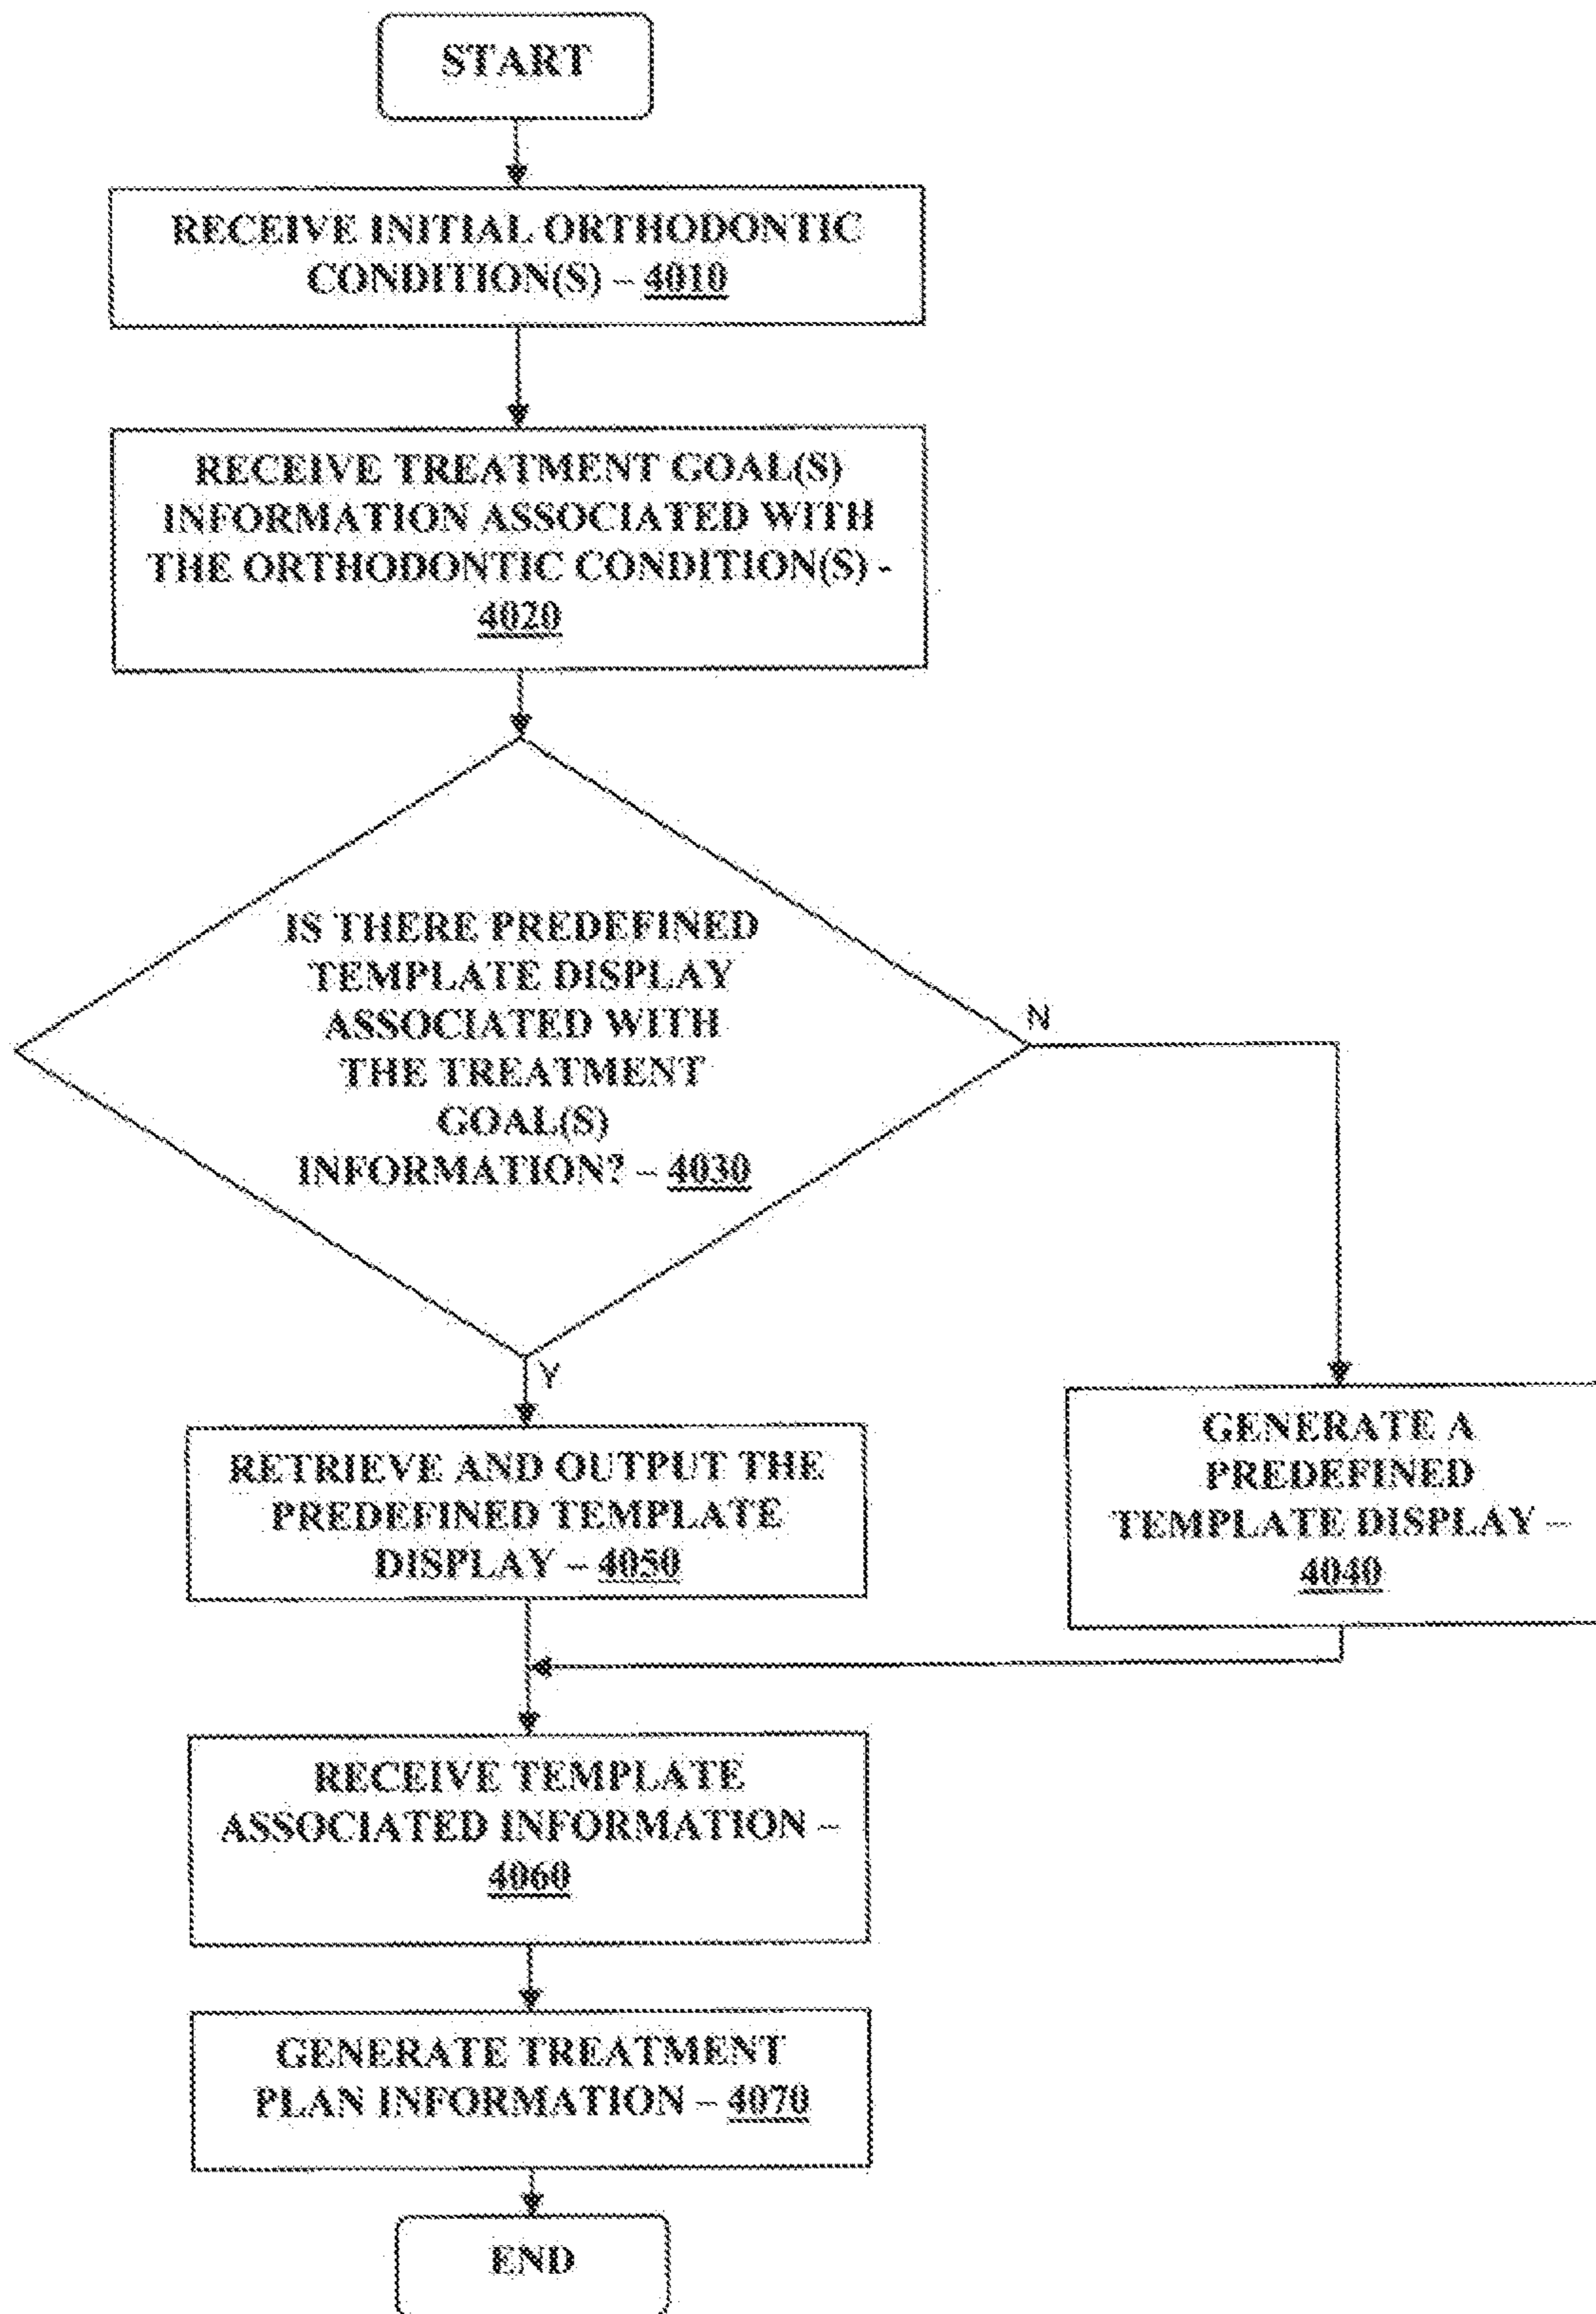 START
RECEIVE INITIAL ORTHODONTIC
CONDITION(S) – 4010
RECEIVE TREATMENT GOAL(S)
INFORMATION ASSOCIATED WITH
THE ORTHODONTIC CONDITION(S) -
4020
IS THERE PREDEFINED
TEMPLATE DISPLAY
ASSOCIATED WITH
THE TREATMENT
GOAL(S)
INFORMATION? – 4030
N
Y
RETRIEVE AND OUTPUT THE
PREDEFINED TEMPLATE
DISPLAY – 4050
GENERATE A
PREDEFINED
TEMPLATE DISPLAY –
4040
RECEIVE TEMPLATE
ASSOCIATED INFORMATION –
4060
GENERATE TREATMENT
PLAN INFORMATION – 4070
END